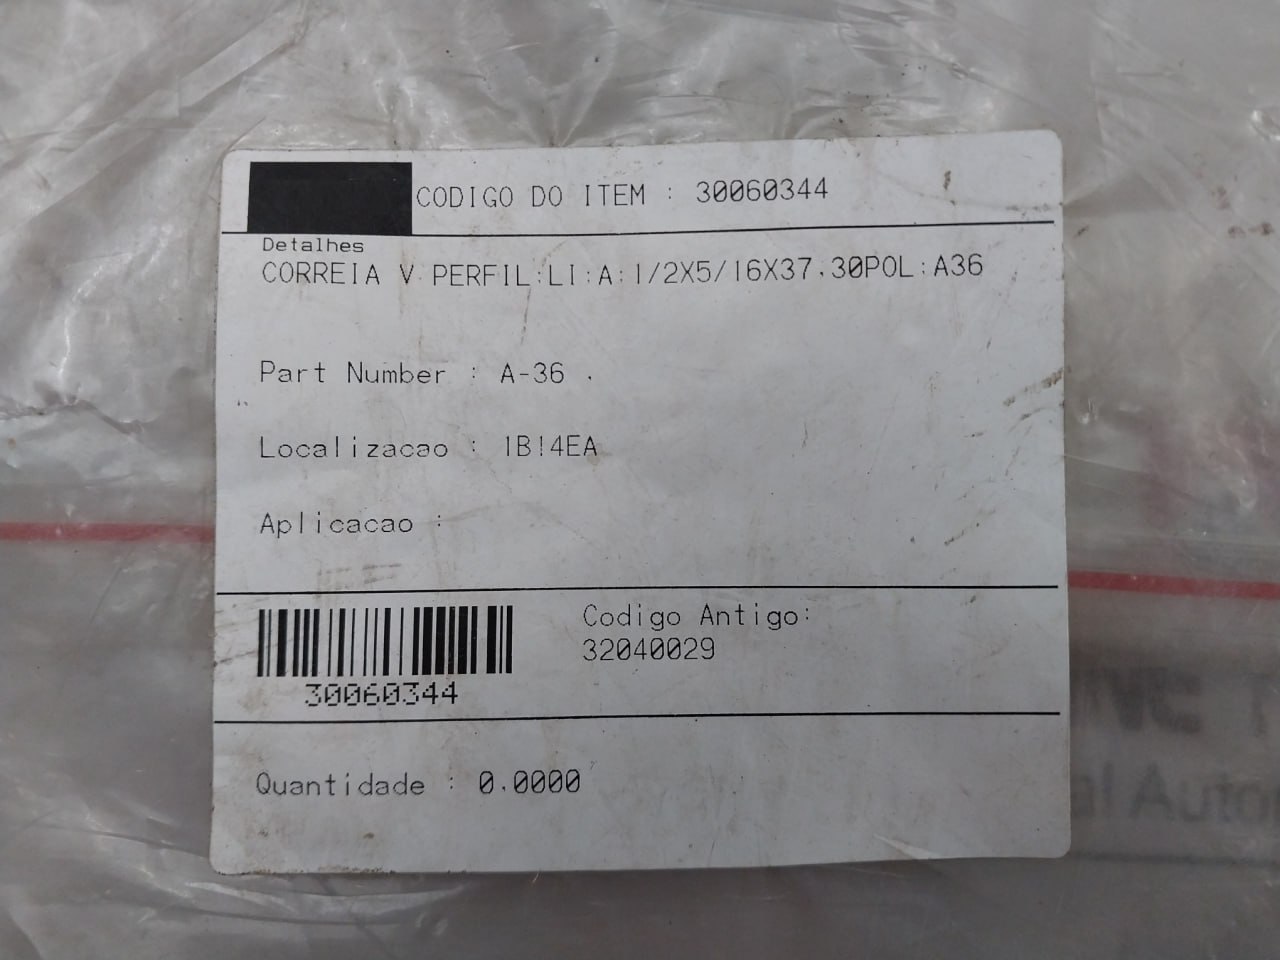 CODIGO DO ITEM : 30060344
Detalhes
CORREIA V PERFIL:LI:A:1/2X5/16X37,30POL:A36
Part Number : A-36
Localizacao : 1B14EA
Aplicacao :
30060344
Codigo Antigo:
32040029
Quantidade : 0.0000